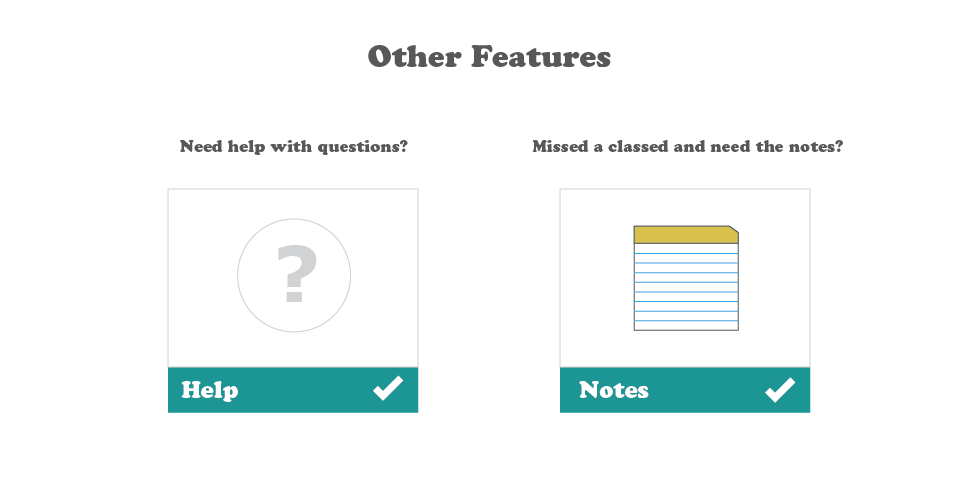 Other Features
Need help with questions?
Missed a classed and need the notes?
?
Help
Notes